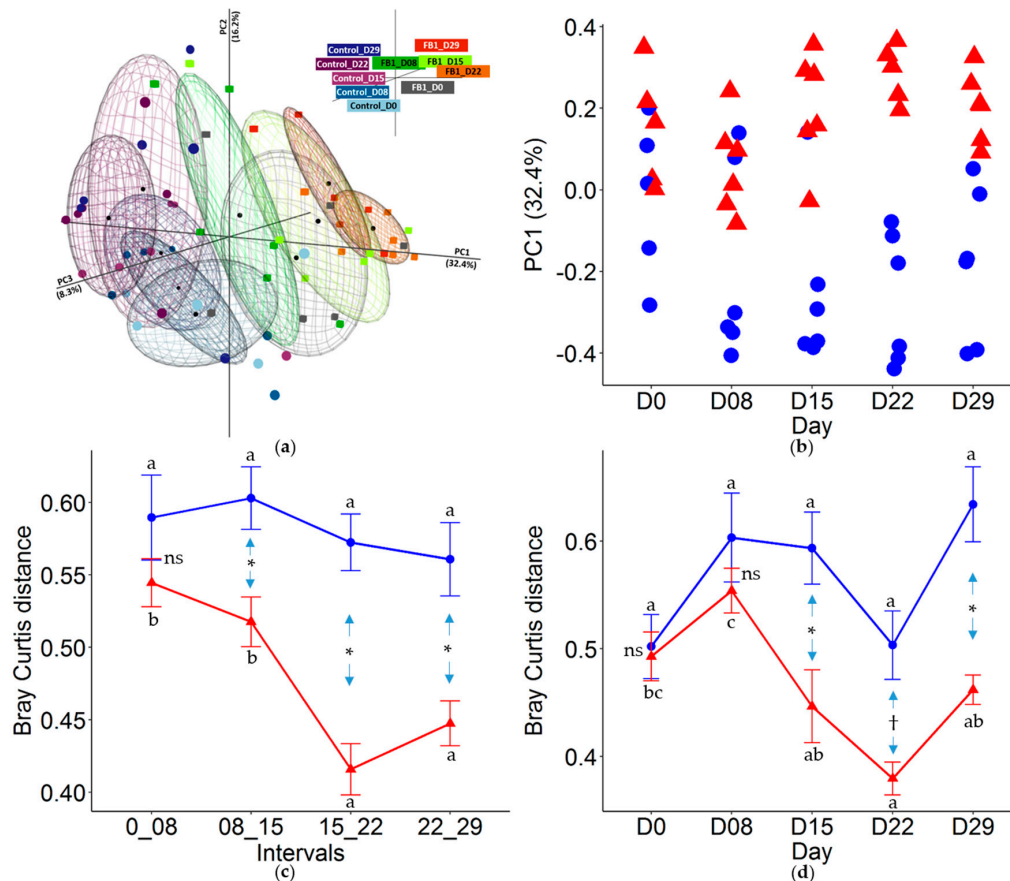 PC2
(16.2%)
Control_D29
FB1_D29
Control_D22
FB1_D08
FB1_D15
Control_D15
FB1_D22
Control_D08
FB1_D0
Control_D0
PC3
(8.3%)
PC1
(32.4%)
(a)
PC1 (32.4%)
0.4
0.2
0.0
-0.2
-0.4
D0 D08 D15 D22 D29
Day
(b)
Bray Curtis distance
0.60
0.55
0.50
0.45
0.40
a a a a
ns
* * *
b b a a
0_08 08_15 15_22 22_29
Intervals
(c)
Bray Curtis distance
0.6
0.5
0.4
a a a a a
ns ns
* † *
bc c ab a ab
D0 D08 D15 D22 D29
Day
(d)